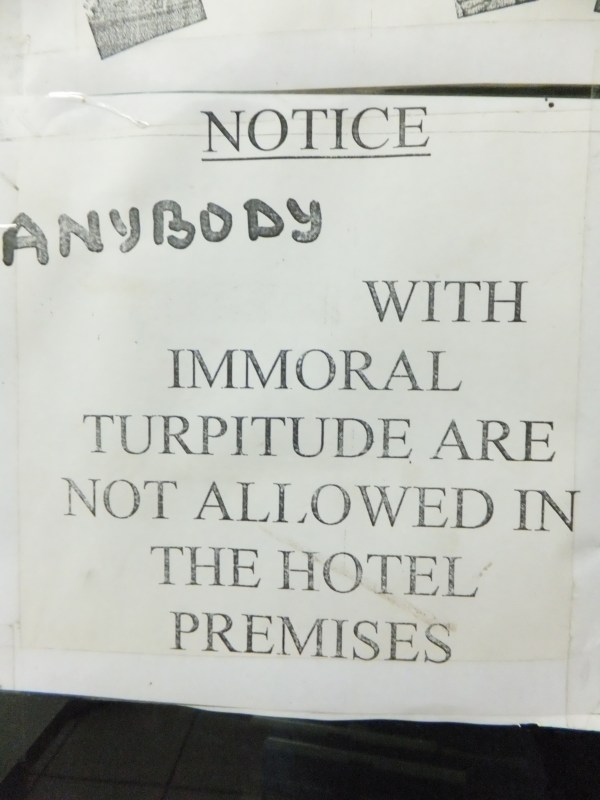 NOTICE
ANYBODY
WITH
IMMORAL
TURPITUDE ARE
NOT ALLOWED IN
THE HOTEL
PREMISES